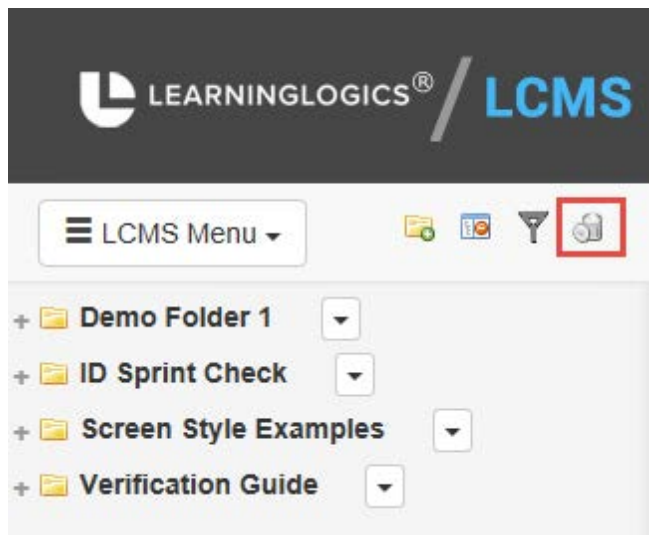 LEARNINGLOGICS® / LCMS
LCMS Menu
Demo Folder 1
ID Sprint Check
Screen Style Examples
Verification Guide